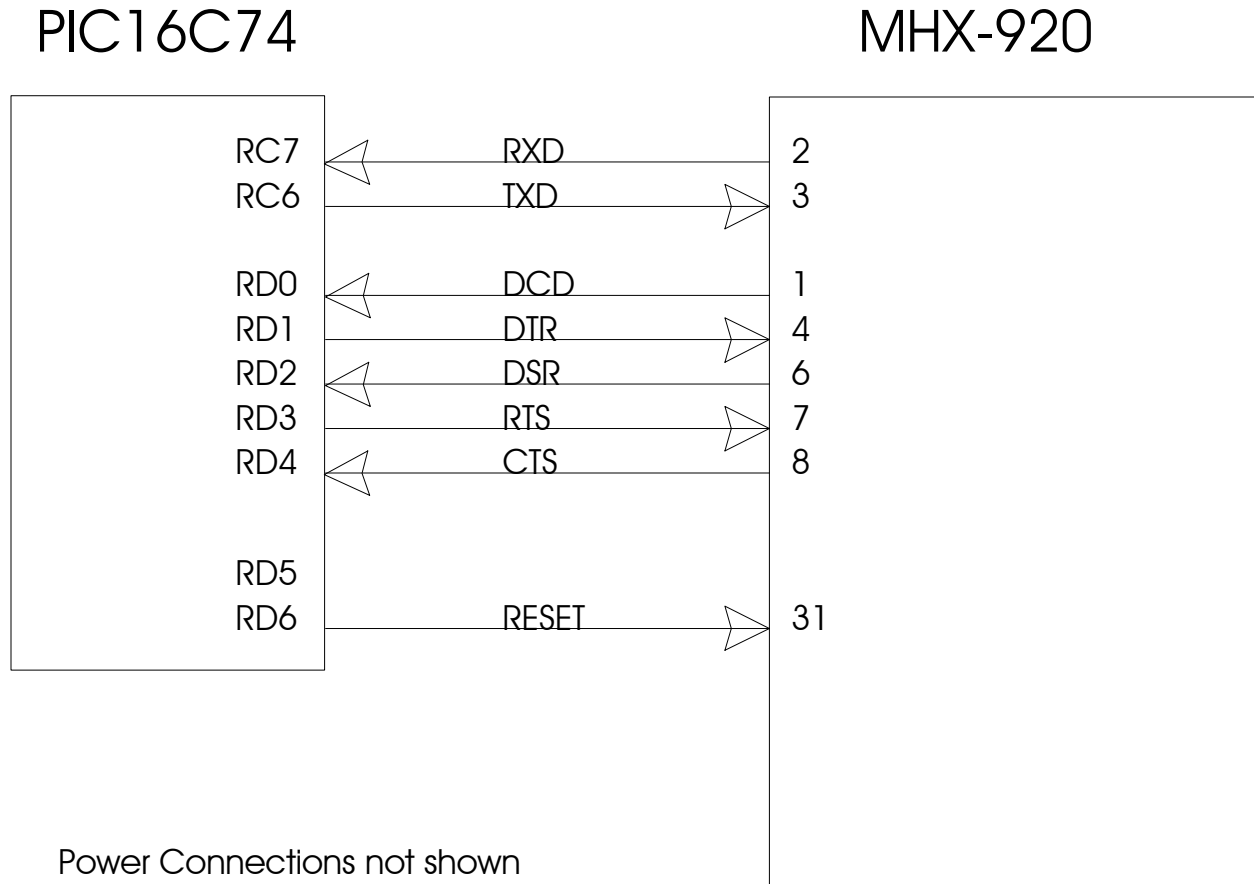 PIC16C74 MHX-920
RC7 RXD 2
RC6 TXD 3
RD0 DCD 1
RD1 DTR 4
RD2 DSR 6
RD3 RTS 7
RD4 CTS 8
RD5
RD6 RESET 31
Power Connections not shown